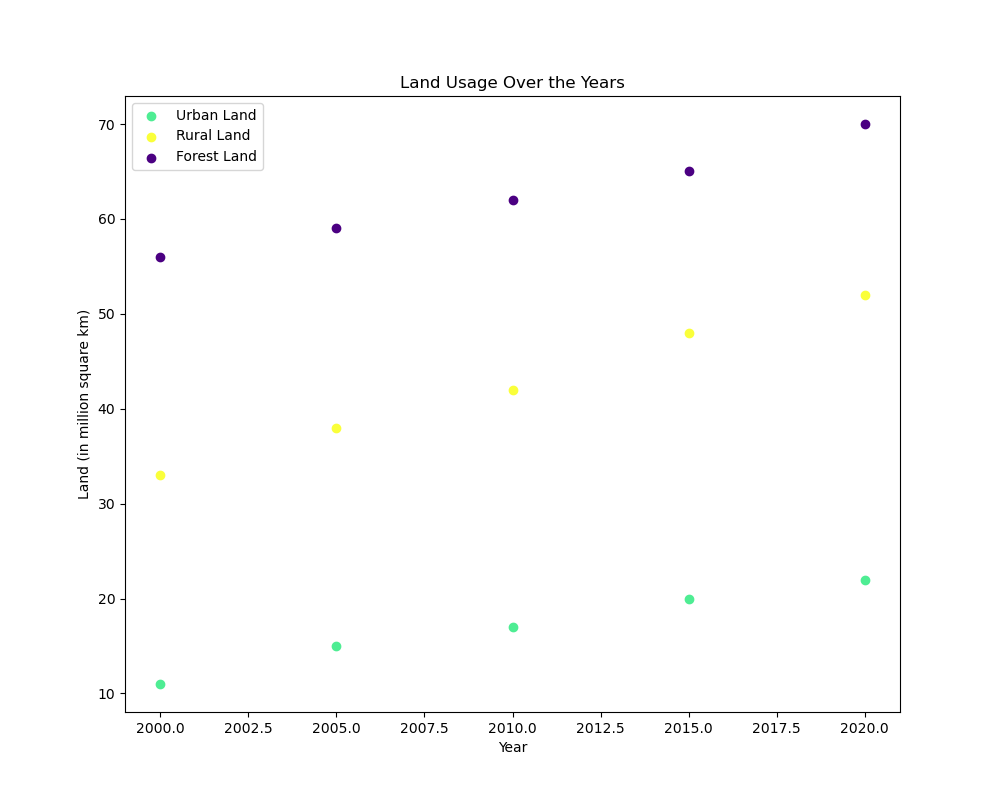 Land Usage Over the Years
Urban Land
Rural Land
Forest Land
70
60
50
40
30
20
10
Land (in million square km)
2000.0 2002.5 2005.0 2007.5 2010.0 2012.5 2015.0 2017.5 2020.0
Year